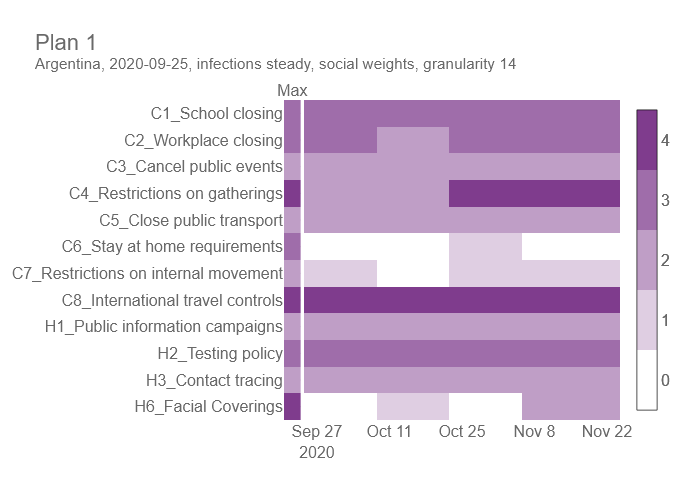 Plan 1
Argentina, 2020-09-25, infections steady, social weights, granularity 14
Max
C1_School closing
C2_Workplace closing
C3_Cancel public events
C4_Restrictions on gatherings
C5_Close public transport
C6_Stay at home requirements
C7_Restrictions on internal movement
C8_International travel controls
H1_Public information campaigns
H2_Testing policy
H3_Contact tracing
H6_Facial Coverings
Sep 27 Oct 11 Oct 25 Nov 8 Nov 22
2020
4
3
2
1
0